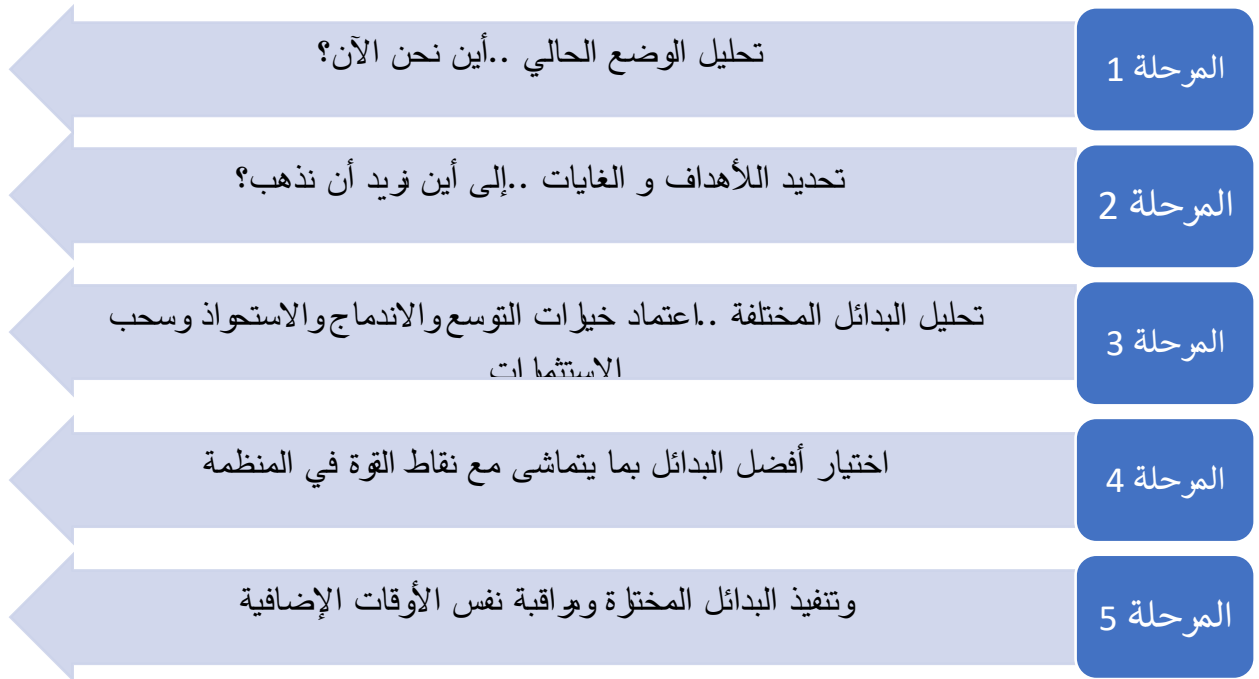 المرحلة 1
تحليل الوضع الحالي ..أين نحن الآن؟
المرحلة 2
تحديد اللأهداف و الغايات ..إلى أين نريد أن نذهب؟
المرحلة 3
تحليل البدائل المختلفة ..اعتماد خيارات التوسع والاندماج والاستحواذ وسحب
الاستثمارات
المرحلة 4
اختيار أفضل البدائل بما يتماشى مع نقاط القوة في المنظمة
المرحلة 5
وتنفيذ البدائل المختارة ومراقبة نفس الأوقات الإضافية